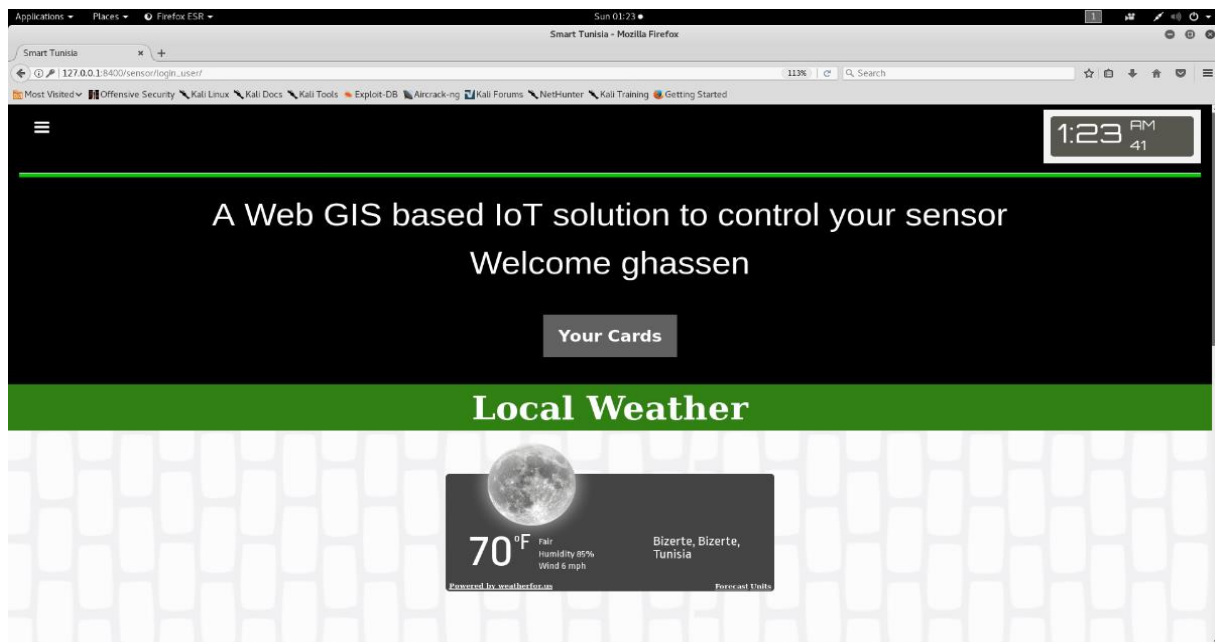 Applications Places Firefox ESR Sun 01:23 1
Smart Tunisia - Mozilla Firefox
Smart Tunisia × +
127.0.0.1:8400/sensor/login_user/ 113% Search
Most Visited Offensive Security Kali Linux Kali Docs Kali Tools Exploit-DB Aircrack-ng Kali Forums NetHunter Kali Training Getting Started
1:23 AM
41
A Web GIS based IoT solution to control your sensor
Welcome ghassen
Your Cards
Local Weather
70°F
Fair
Humidity 85%
Wind 6 mph
Bizerte, Bizerte,
Tunisia
Powered by weatherfor.us Forecast Units